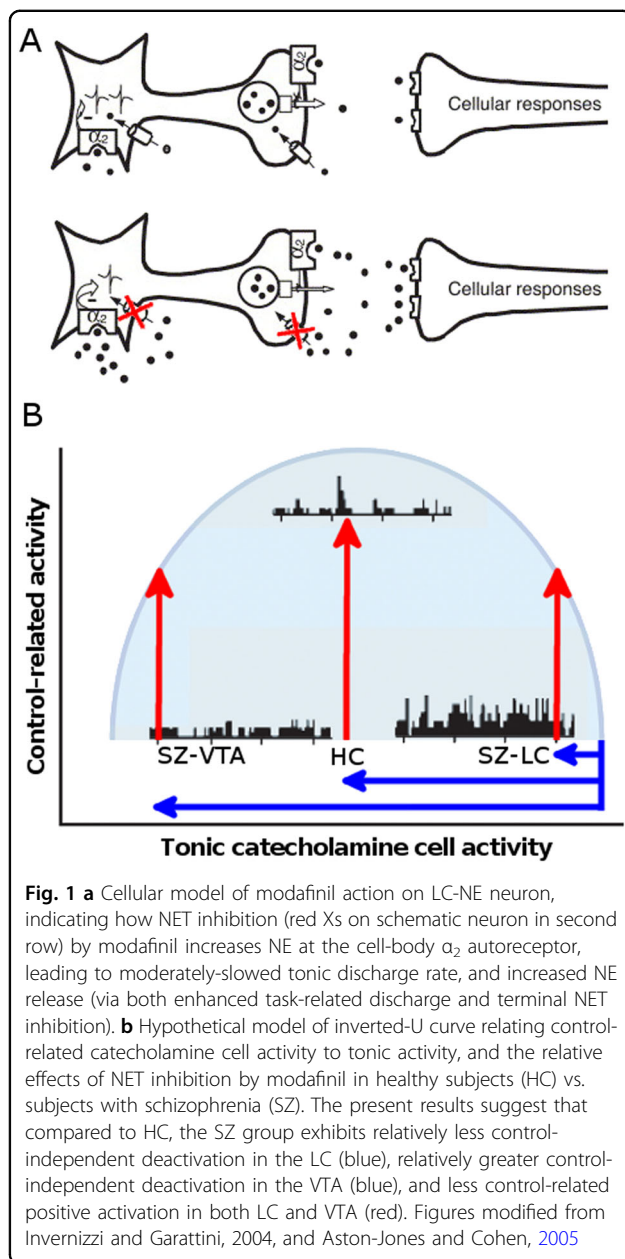 A
α2
Cellular responses
α2
α2
Cellular responses
α2
B
Control-related activity
SZ-VTA HC SZ-LC
Tonic catecholamine cell activity
Fig. 1 a Cellular model of modafinil action on LC-NE neuron,
indicating how NET inhibition (red Xs on schematic neuron in second
row) by modafinil increases NE at the cell-body α2 autoreceptor,
leading to moderately-slowed tonic discharge rate, and increased NE
release (via both enhanced task-related discharge and terminal NET
inhibition). b Hypothetical model of inverted-U curve relating control-
related catecholamine cell activity to tonic activity, and the relative
effects of NET inhibition by modafinil in healthy subjects (HC) vs.
subjects with schizophrenia (SZ). The present results suggest that
compared to HC, the SZ group exhibits relatively less control-
independent deactivation in the LC (blue), relatively greater control-
independent deactivation in the VTA (blue), and less control-related
positive activation in both LC and VTA (red). Figures modified from
Invernizzi and Garattini, 2004, and Aston-Jones and Cohen, 2005